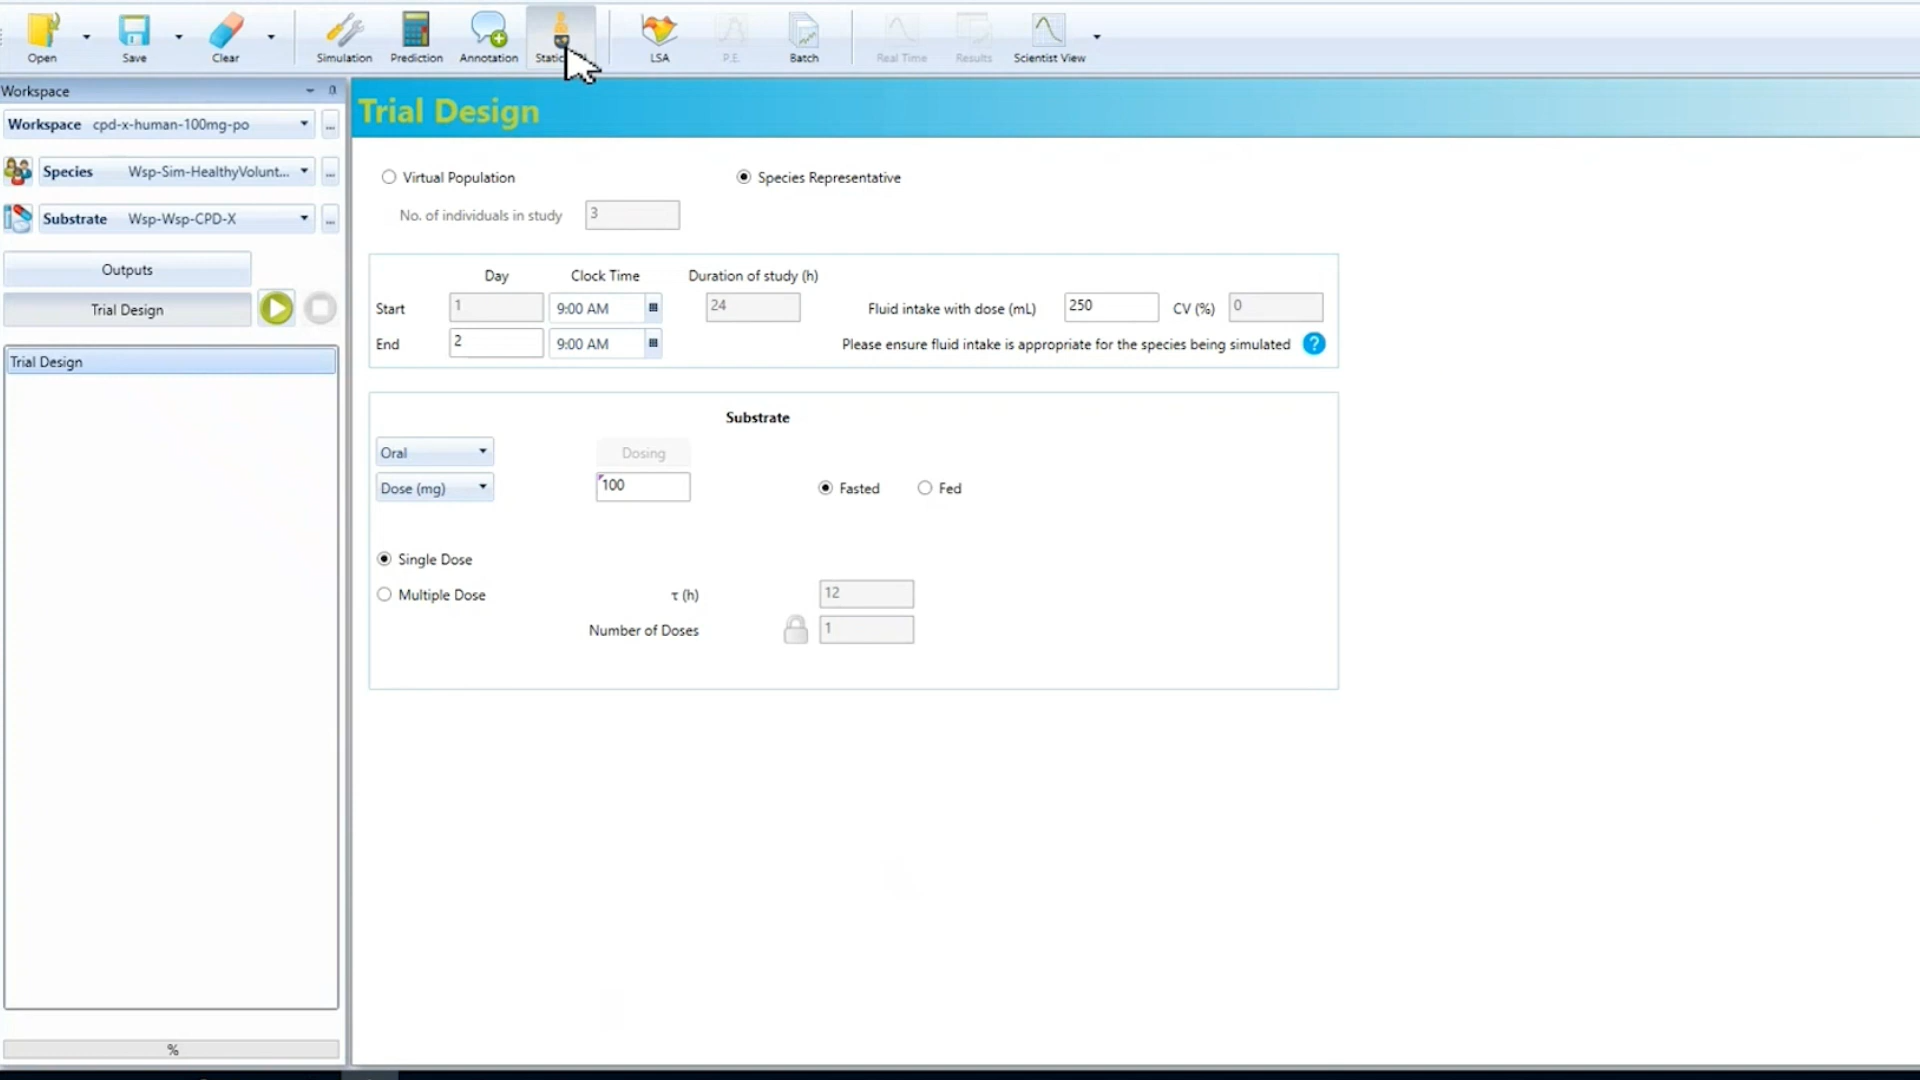 Open Save Clear Simulation Prediction Annotation LSA P.E. Batch Real Time Results Scientist View
Workspace
Trial Design
Workspace cpd-x-human-100mg-po ...
Species Wsp-Sim-HealthyVolunt... ...
Substrate Wsp-Wsp-CPD-X ...
Outputs
Trial Design
Trial Design
%
Virtual Population Species Representative
No. of individuals in study 3
Day Clock Time Duration of study (h)
Start 1 9:00 AM 24 Fluid intake with dose (mL) 250 CV (%) 0
End 2 9:00 AM Please ensure fluid intake is appropriate for the species being simulated ?
Substrate
Oral Dosing
Dose (mg) 100 Fasted Fed
Single Dose
Multiple Dose τ (h) 12
Number of Doses 1